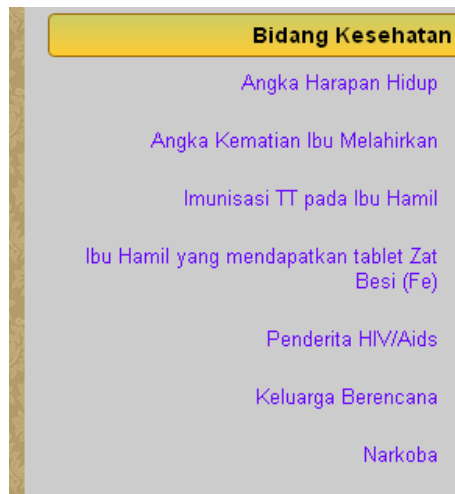 Bidang Kesehatan
Angka Harapan Hidup
Angka Kematian Ibu Melahirkan
Imunisasi TT pada Ibu Hamil
Ibu Hamil yang mendapatkan tablet Zat
Besi (Fe)
Penderita HIV/Aids
Keluarga Berencana
Narkoba